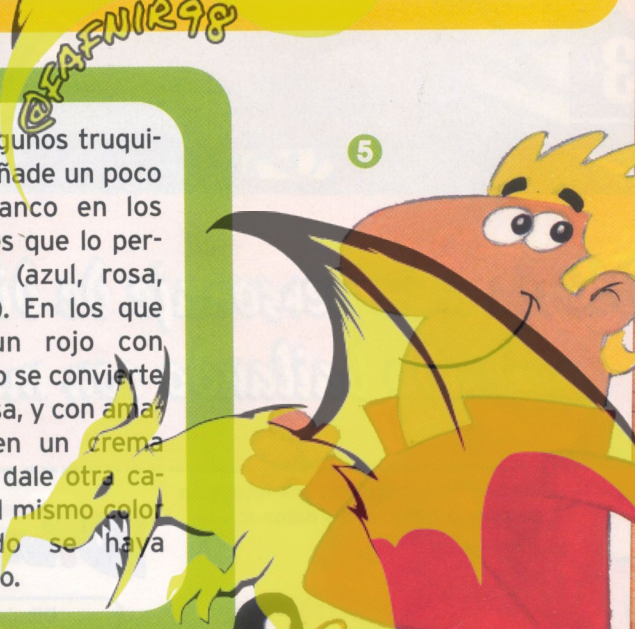 @FAFNIR98
gunos truqui-
ñade un poco
anco en los
s que lo per-
(azul, rosa,
). En los que
un rojo con
o se convierte
sa, y con ama-
en un crema
dale otra ca-
l mismo color
do se haya
o.
5